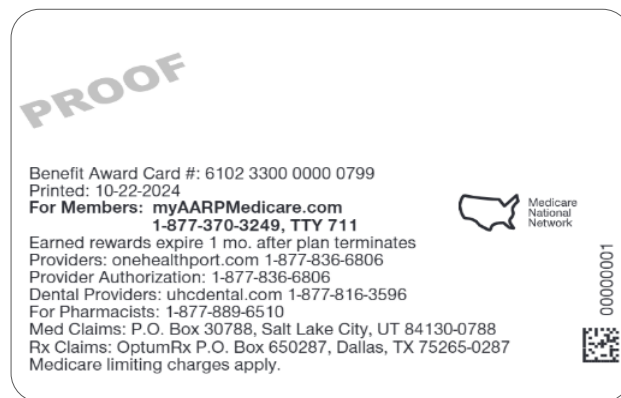 PROOF
Benefit Award Card #: 6102 3300 0000 0799
Printed: 10-22-2024
For Members: myAARPMedicare.com
1-877-370-3249, TTY 711
Earned rewards expire 1 mo. after plan terminates
Providers: onehealthport.com 1-877-836-6806
Provider Authorization: 1-877-836-6806
Dental Providers: uhcdental.com 1-877-816-3596
For Pharmacists: 1-877-889-6510
Med Claims: P.O. Box 30788, Salt Lake City, UT 84130-0788
Rx Claims: OptumRx P.O. Box 650287, Dallas, TX 75265-0287
Medicare limiting charges apply.
Medicare
National
Network
00000001